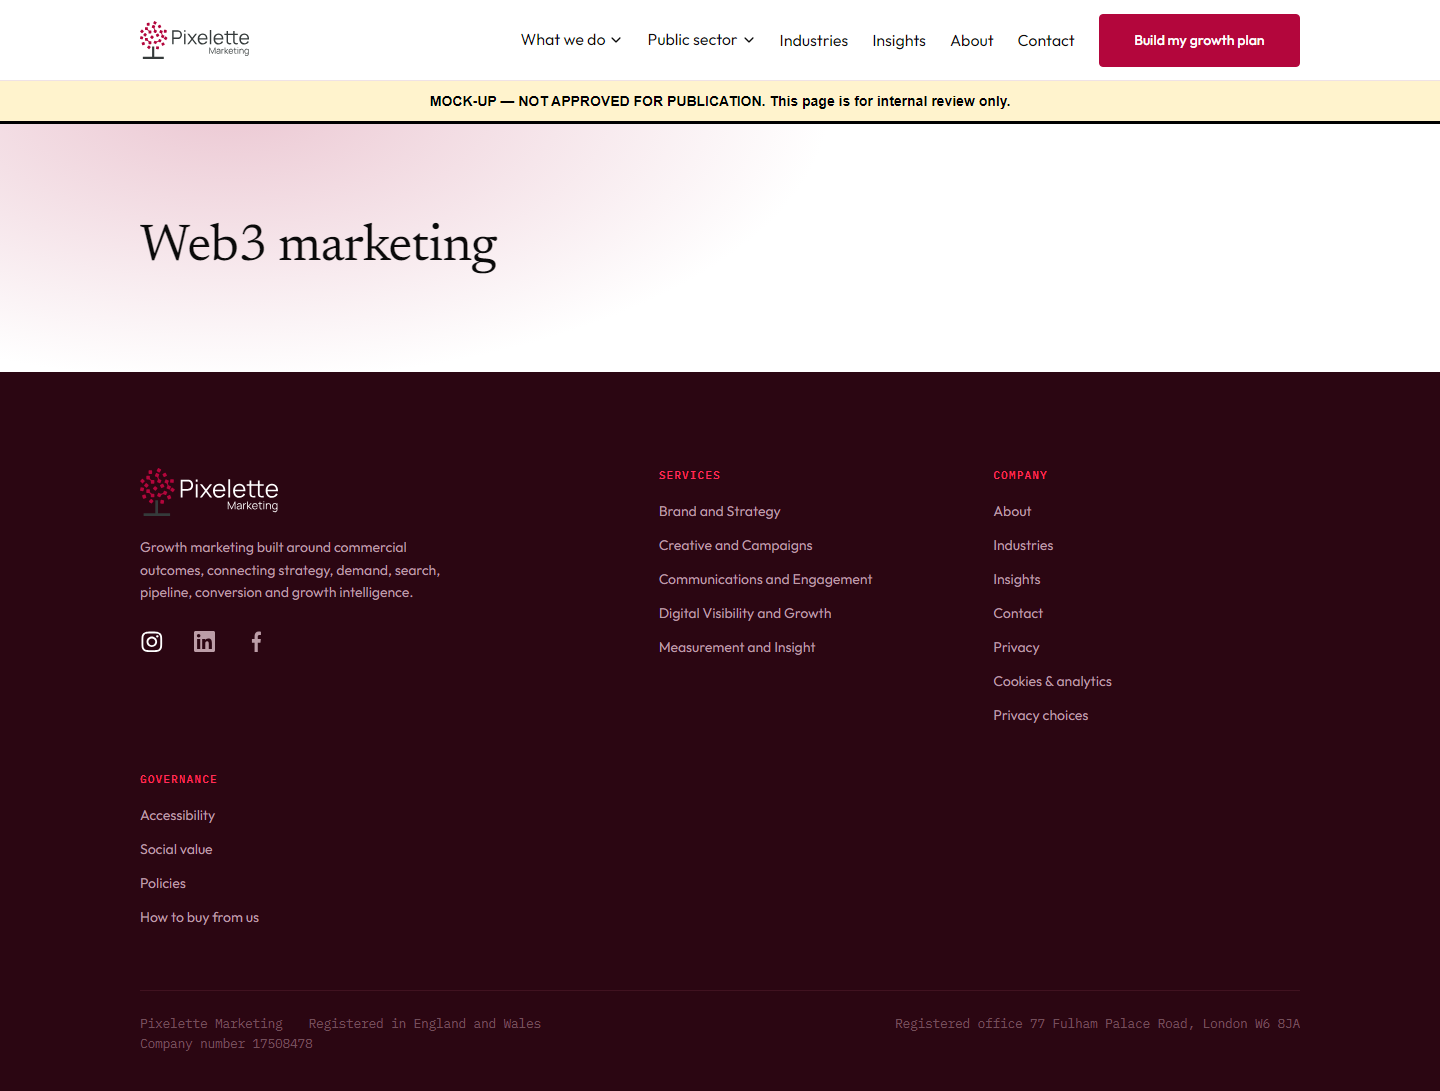 Pixelette
Marketing
What we do
Public sector
Industries
Insights
About
Contact
Build my growth plan
MOCK-UP — NOT APPROVED FOR PUBLICATION. This page is for internal review only.
Web3 marketing
Pixelette
Marketing
Growth marketing built around commercial
outcomes, connecting strategy, demand, search,
pipeline, conversion and growth intelligence.
SERVICES
Brand and Strategy
Creative and Campaigns
Communications and Engagement
Digital Visibility and Growth
Measurement and Insight
COMPANY
About
Industries
Insights
Contact
Privacy
Cookies & analytics
Privacy choices
GOVERNANCE
Accessibility
Social value
Policies
How to buy from us
Pixelette Marketing Registered in England and Wales
Company number 17508478
Registered office 77 Fulham Palace Road, London W6 8JA